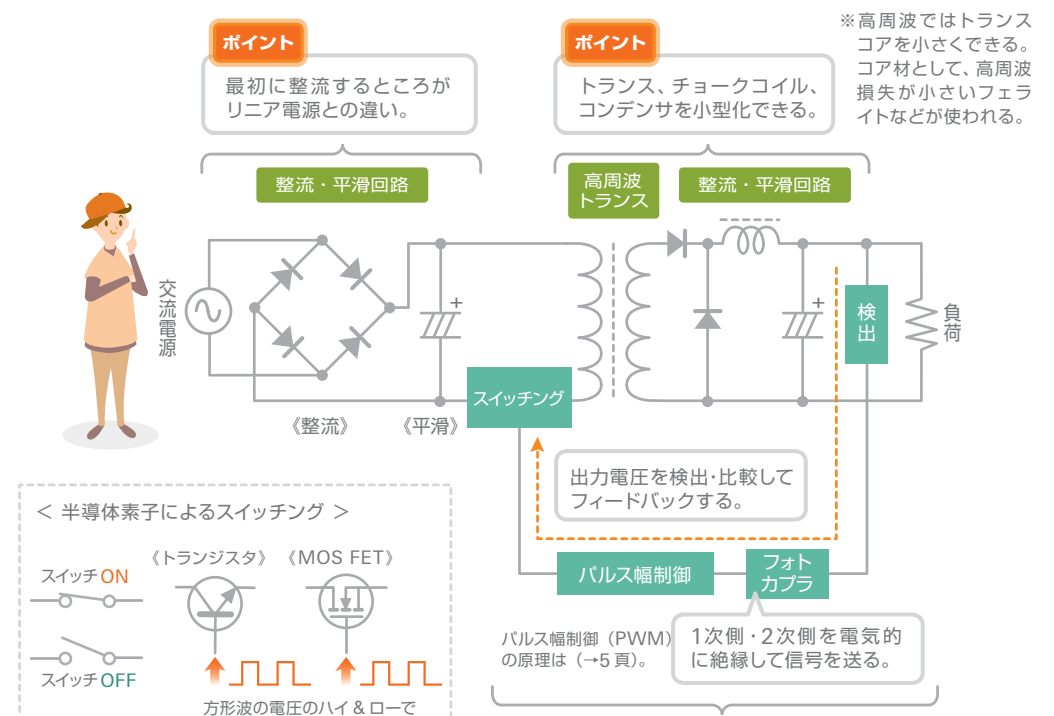 ポイント
最初に整流するところが
リニア電源との違い。
ポイント
トランス、チョークコイル、
コンデンサを小型化できる。
※高周波ではトランス
コアを小さくできる。
コア材として、高周波
損失が小さいフェラ
イトなどが使われる。
整流・平滑回路
高周波
トランス
整流・平滑回路
交流電源
+
+
検出
負荷
スイッチング
《整流》
《平滑》
出力電圧を検出・比較して
フィードバックする。
＜ 半導体素子によるスイッチング ＞
《トランジスタ》
《MOS FET》
スイッチON
スイッチOFF
パルス幅制御
フォト
カプラ
パルス幅制御（PWM）
の原理は（→5頁）。
1次側・2次側を電気的
に絶縁して信号を送る。
方形波の電圧のハイ & ローで